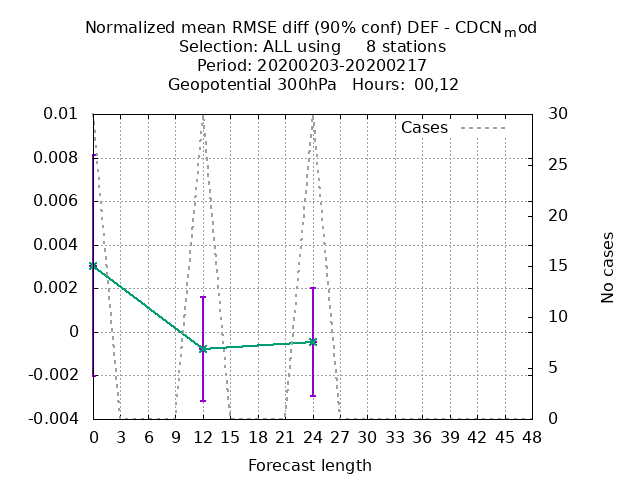 Normalized mean RMSE diff (90% conf) DEF - CDCNmod
Selection: ALL using 8 stations
Period: 20200203-20200217
Geopotential 300hPa Hours: 00,12
Cases
0.01
0.008
0.006
0.004
0.002
0
-0.002
-0.004
30
25
20
15
10
5
0
No cases
0 3 6 9 12 15 18 21 24 27 30 33 36 39 42 45 48
Forecast length